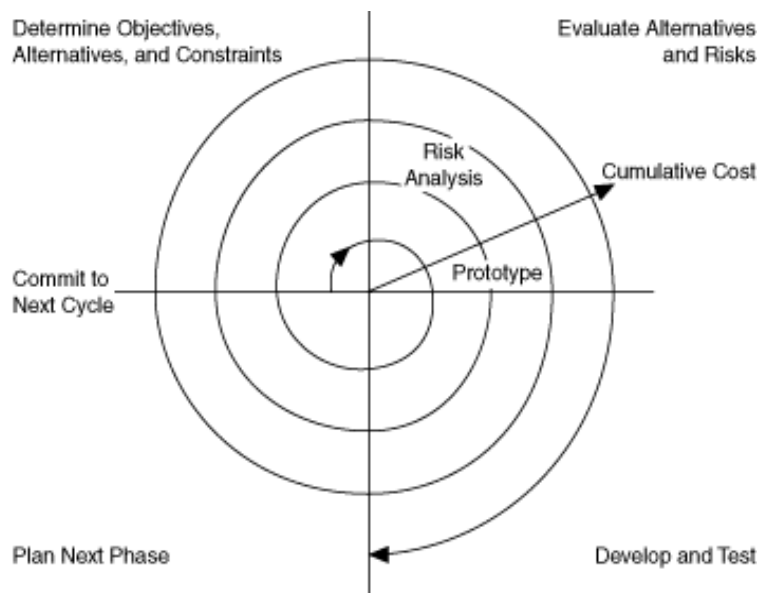 Determine Objectives,
Alternatives, and Constraints
Evaluate Alternatives
and Risks
Risk
Analysis
Cumulative Cost
Prototype
Commit to
Next Cycle
Plan Next Phase
Develop and Test